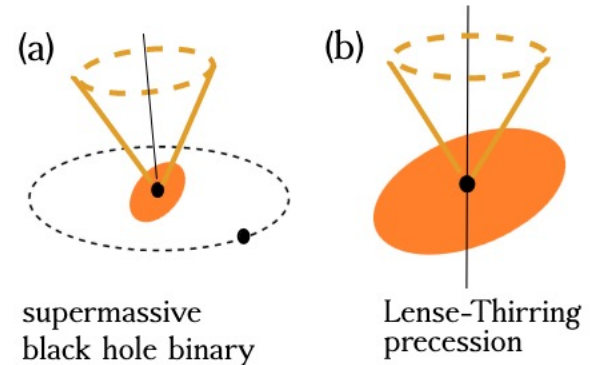 (a)
(b)
supermassive
black hole binary
Lense-Thirring
precession